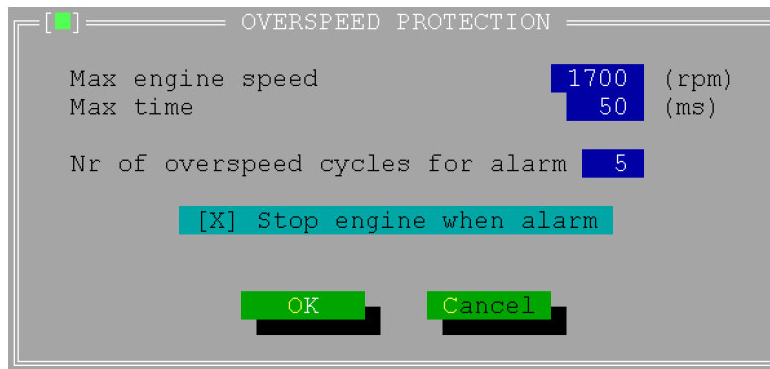 [■] OVERSPEED PROTECTION
Max engine speed 1700 (rpm)
Max time 50 (ms)
Nr of overspeed cycles for alarm 5
[X] Stop engine when alarm
OK Cancel